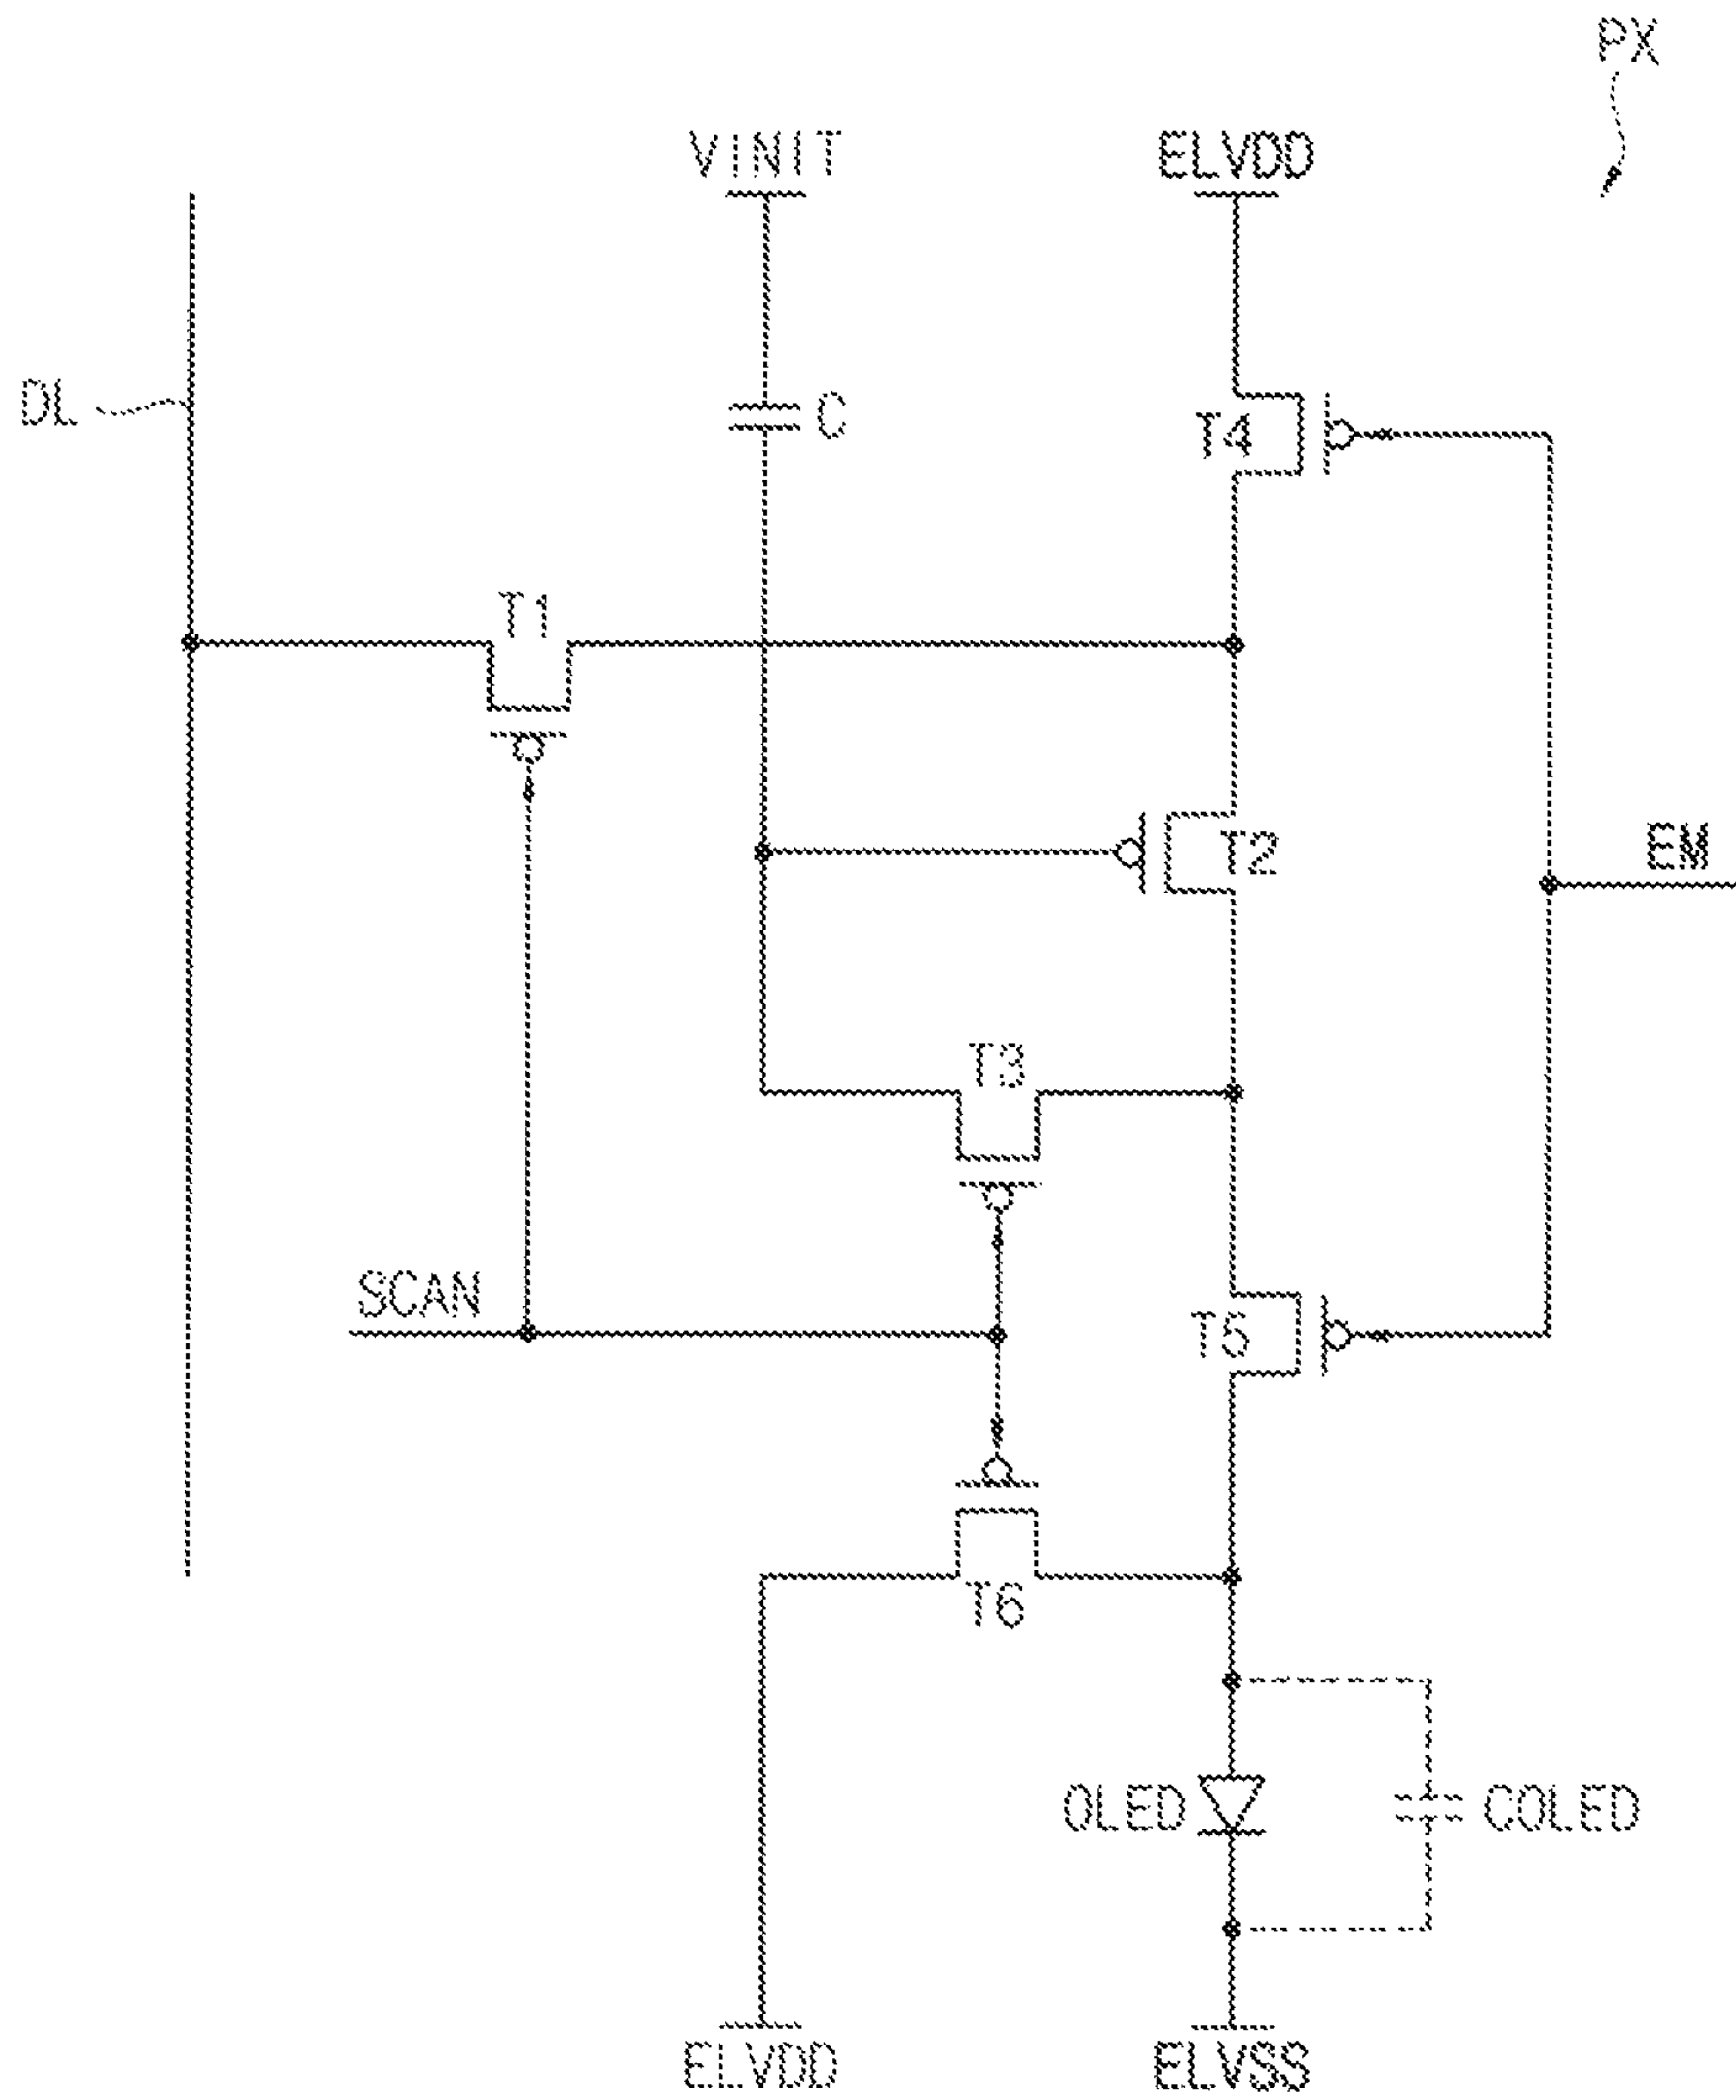 PX
VINIT
ELVDD
DL
C
T4
T1
T2
EM
T3
SCAN
T5
T6
OLED
COLED
ELVDD
ELVSS